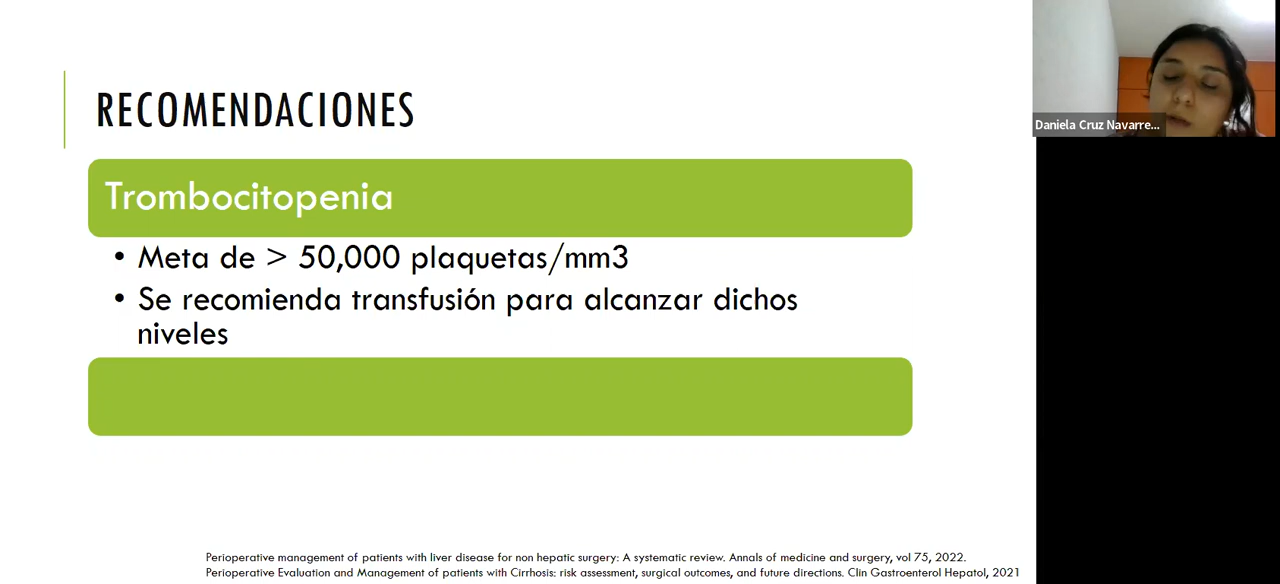 RECOMENDACIONES
Trombocitopenia
• Meta de > 50,000 plaquetas/mm3
• Se recomienda transfusión para alcanzar dichos
niveles
Perioperative management of patients with liver disease for non hepatic surgery: A systematic review. Annals of medicine and surgery, vol 75, 2022.
Perioperative Evaluation and Management of patients with Cirrhosis: risk assessment, surgical outcomes, and future directions. Clin Gastroenterol Hepatol, 2021
Daniela Cruz Navarre...